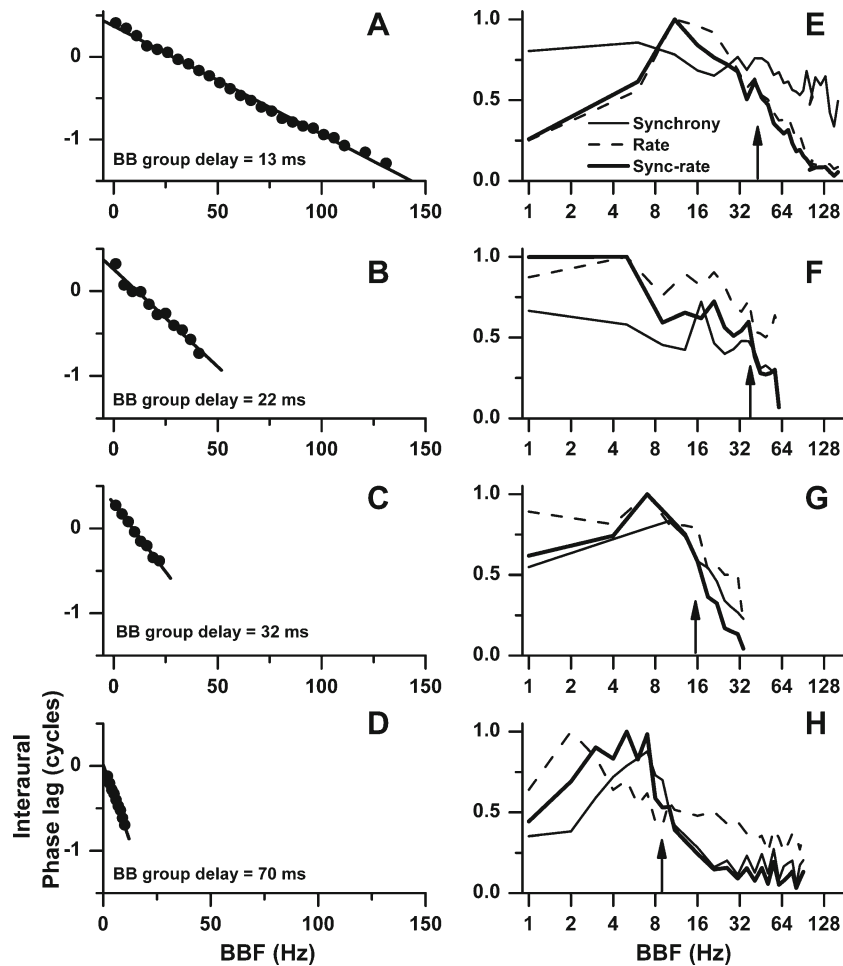 A
0
-1
BB group delay = 13 ms
0 50 100 150
E
1.0
0.5
0.0
Synchrony
Rate
Sync-rate
1 2 4 8 16 32 64 128
B
0
-1
BB group delay = 22 ms
0 50 100 150
F
1.0
0.5
0.0
1 2 4 8 16 32 64 128
C
0
-1
BB group delay = 32 ms
0 50 100 150
G
1.0
0.5
0.0
1 2 4 8 16 32 64 128
Interaural
Phase lag (cycles)
D
0
-1
BB group delay = 70 ms
0 50 100 150
BBF (Hz)
H
1.0
0.5
0.0
1 2 4 8 16 32 64 128
BBF (Hz)